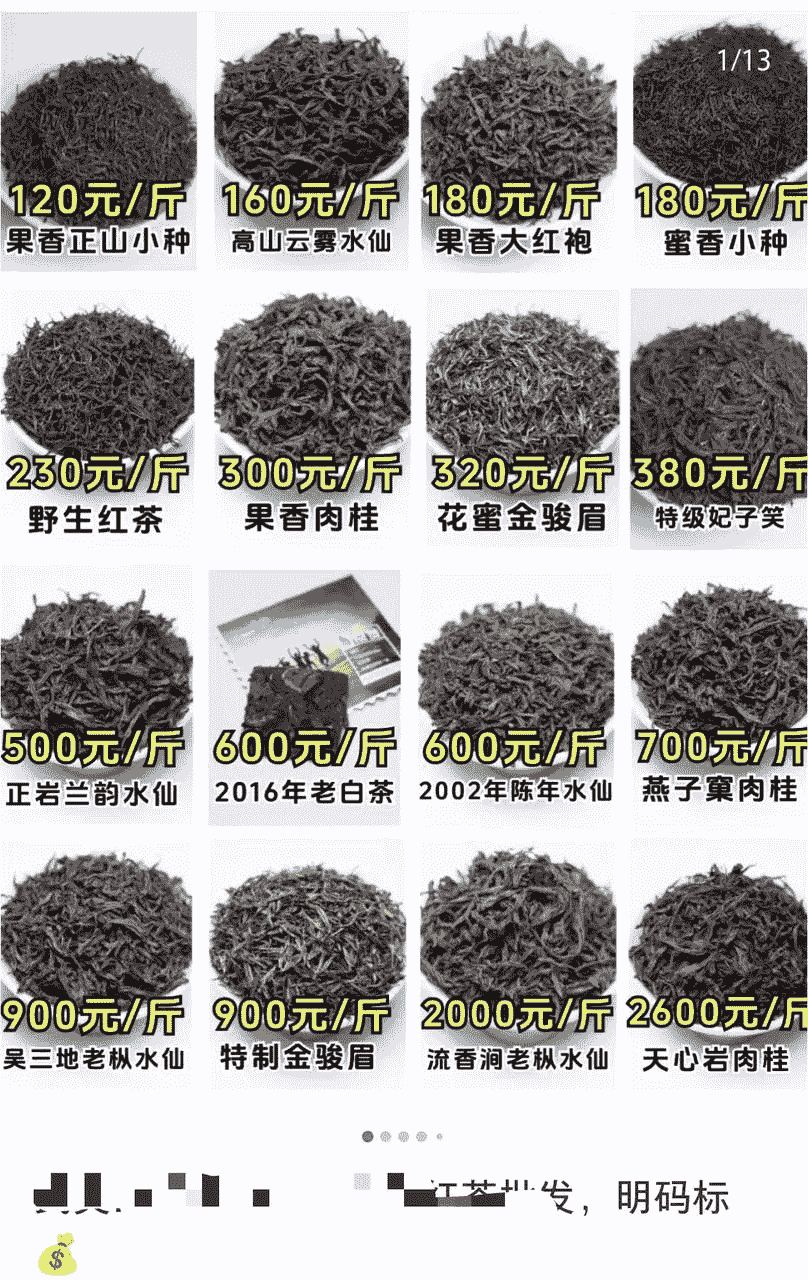 1/13
120元/斤
果香正山小种
160元/斤
高山云雾水仙
180元/斤
果香大红袍
180元/斤
蜜香小种
230元/斤
野生红茶
300元/斤
果香肉桂
320元/斤
花蜜金骏眉
380元/斤
特级妃子笑
500元/斤
正岩兰韵水仙
600元/斤
2016年老白茶
600元/斤
2002年陈年水仙
700元/斤
燕子窠肉桂
900元/斤
吴三地老枞水仙
900元/斤
特制金骏眉
2000元/斤
流香涧老枞水仙
2600元/斤
天心岩肉桂
红茶批发，明码标